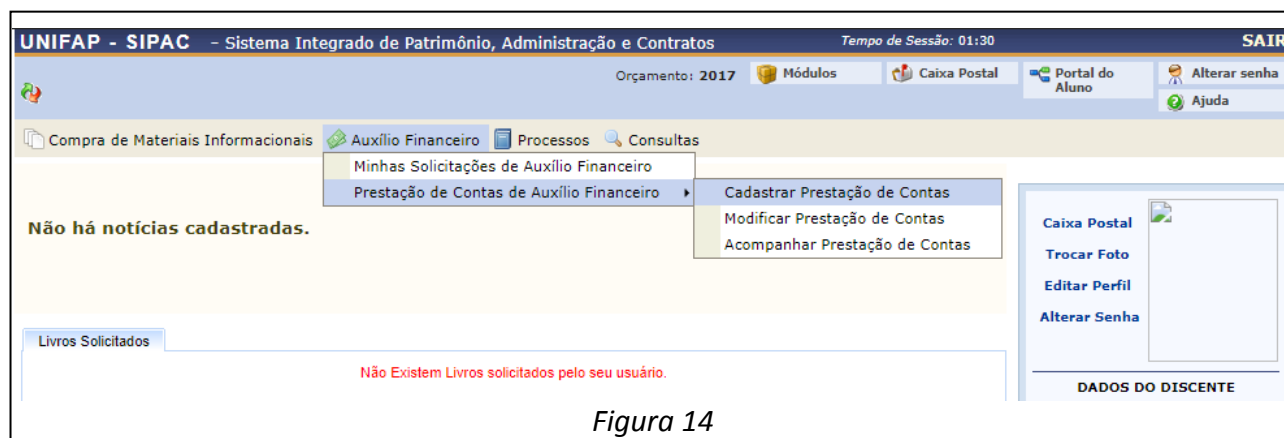 UNIFAP - SIPAC - Sistema Integrado de Patrimônio, Administração e Contratos Tempo de Sessão: 01:30 SAIR
Orçamento: 2017 Módulos Caixa Postal Portal do Aluno Alterar senha
Ajuda
Compra de Materiais Informacionais Auxílio Financeiro Processos Consultas
Minhas Solicitações de Auxílio Financeiro
Prestação de Contas de Auxílio Financeiro Cadastrar Prestação de Contas
Modificar Prestação de Contas
Acompanhar Prestação de Contas
Não há notícias cadastradas.
Caixa Postal
Trocar Foto
Editar Perfil
Alterar Senha
Livros Solicitados
Não Existem Livros solicitados pelo seu usuário.
DADOS DO DISCENTE
Figura 14